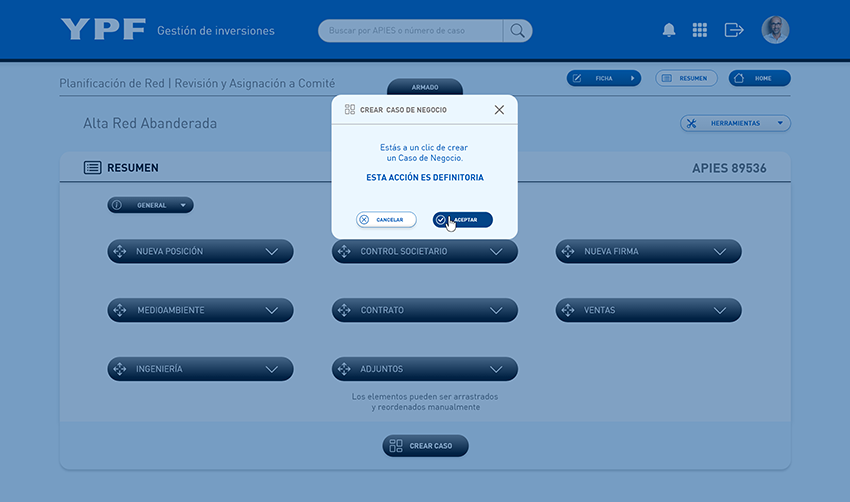 YPF Gestión de inversiones
Buscar por APIES o número de caso
Planificación de Red | Revisión y Asignación a Comité
ARMADO
FICHA
RESUMEN
HOME
Alta Red Abanderada
HERRAMIENTAS
CREAR CASO DE NEGOCIO
Estás a un clic de crear
un Caso de Negocio.
ESTA ACCIÓN ES DEFINITORIA
CANCELAR
ACEPTAR
RESUMEN
APIES 89536
GENERAL
NUEVA POSICIÓN
CONTROL SOCIETARIO
NUEVA FIRMA
MEDIOAMBIENTE
CONTRATO
VENTAS
INGENIERÍA
ADJUNTOS
Los elementos pueden ser arrastrados
y reordenados manualmente
CREAR CASO